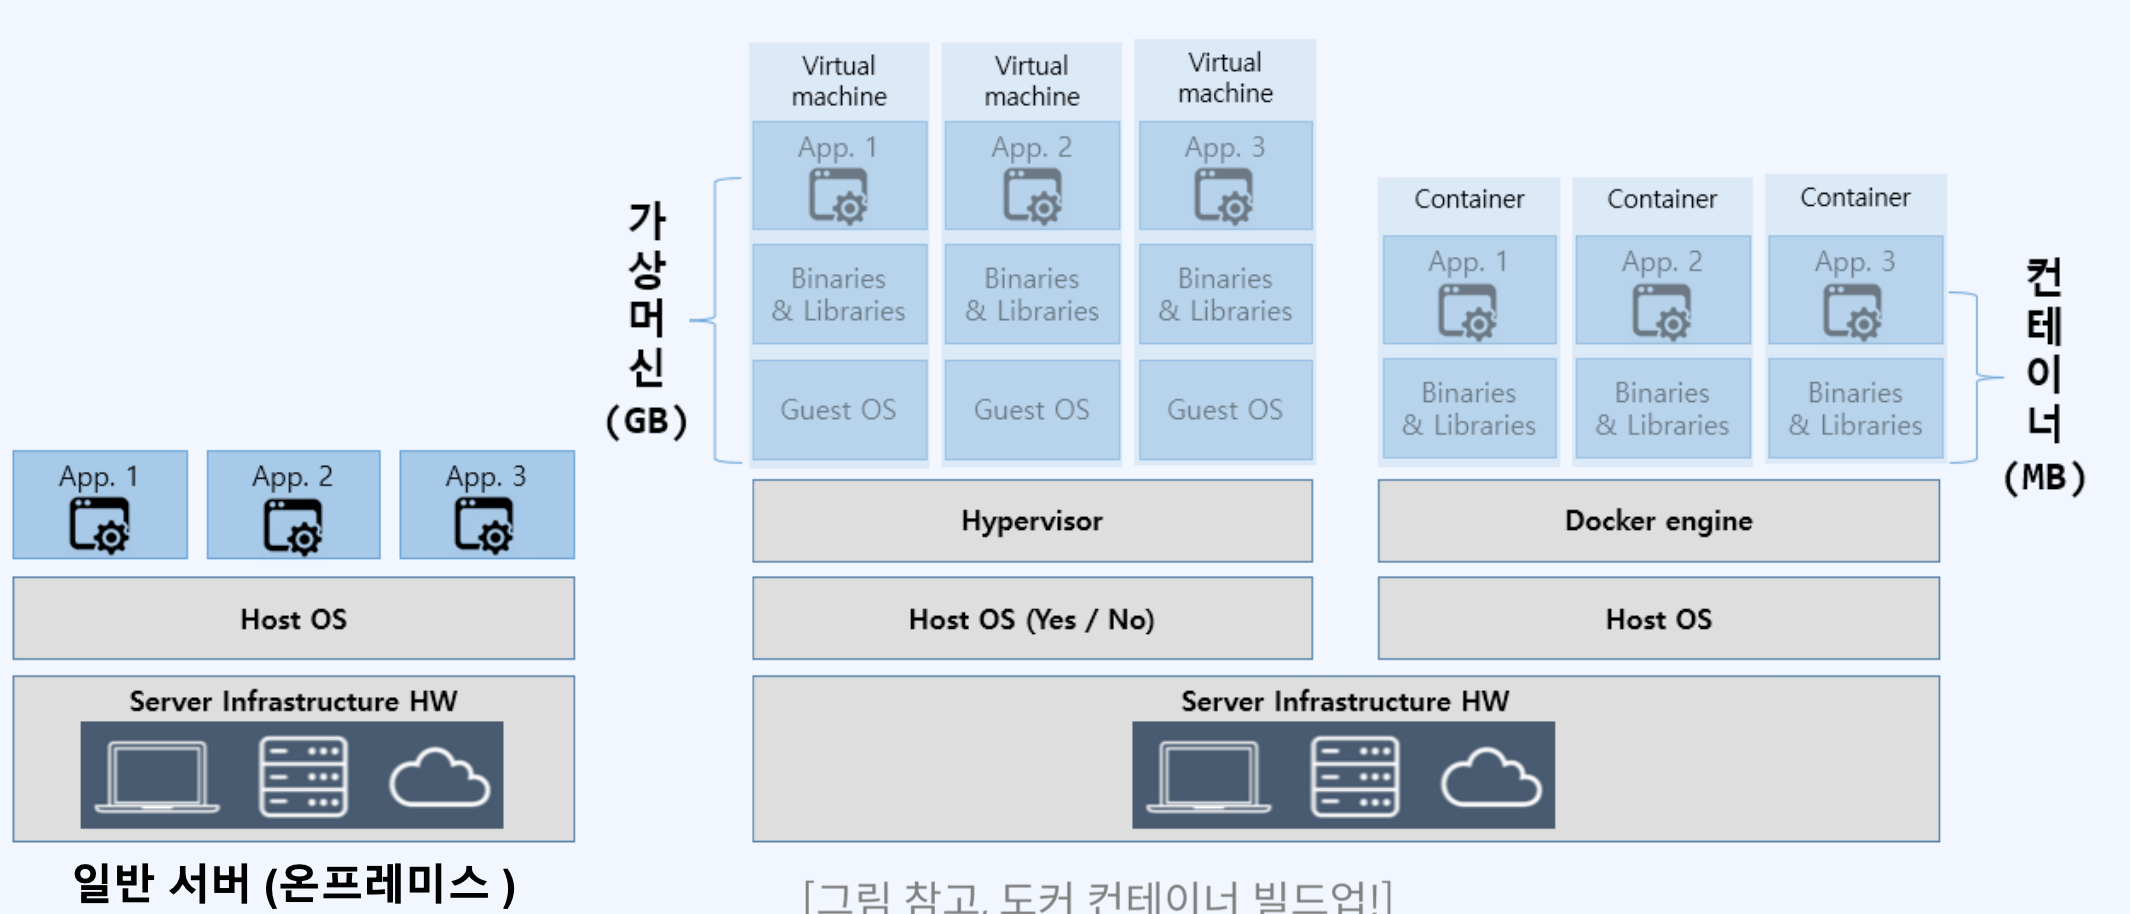 App. 1
App. 2
App. 3
Host OS
Server Infrastructure HW
일반 서버 (온프레미스 )
가
상
머
신
(GB)
Virtual
machine
App. 1
Binaries
& Libraries
Guest OS
Virtual
machine
App. 2
Binaries
& Libraries
Guest OS
Virtual
machine
App. 3
Binaries
& Libraries
Guest OS
Hypervisor
Host OS (Yes / No)
Container
App. 1
Binaries
& Libraries
Container
App. 2
Binaries
& Libraries
Container
App. 3
Binaries
& Libraries
Docker engine
Host OS
컨
테
이
너
(MB)
Server Infrastructure HW
[그림 참고, 도커 컨테이너 빌드업!]